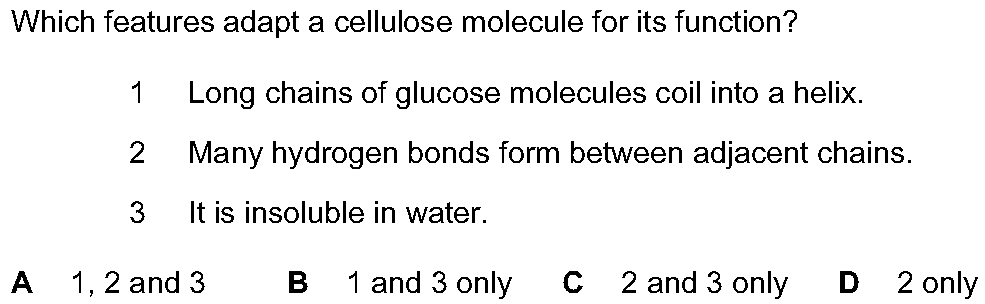 Which features adapt a cellulose molecule for its function?
1 Long chains of glucose molecules coil into a helix.
2 Many hydrogen bonds form between adjacent chains.
3 It is insoluble in water.
A 1, 2 and 3 B 1 and 3 only C 2 and 3 only D 2 only